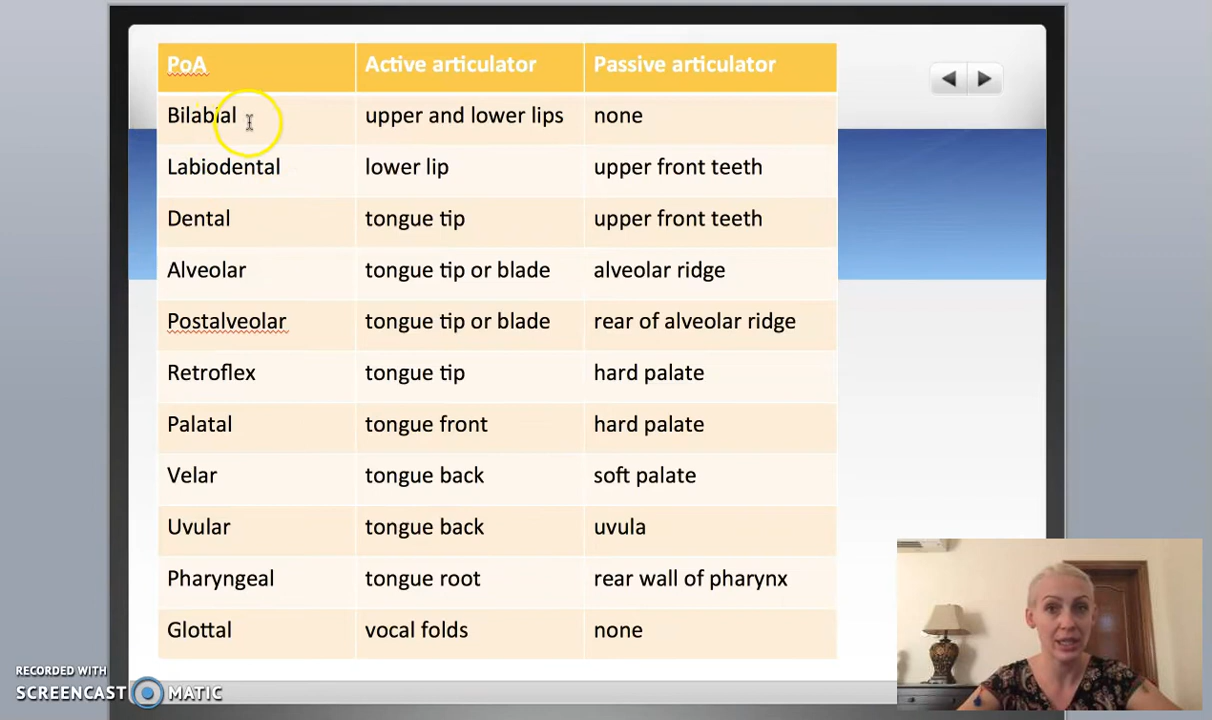 PoA Active articulator Passive articulator
Bilabial upper and lower lips none
Labiodental lower lip upper front teeth
Dental tongue tip upper front teeth
Alveolar tongue tip or blade alveolar ridge
Postalveolar tongue tip or blade rear of alveolar ridge
Retroflex tongue tip hard palate
Palatal tongue front hard palate
Velar tongue back soft palate
Uvular tongue back uvula
Pharyngeal tongue root rear wall of pharynx
Glottal vocal folds none
RECORDED WITH
SCREENCAST MATIC